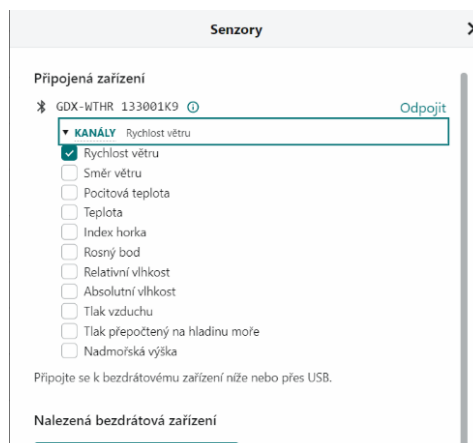 Senzory
Připojená zařízení
GDX-WTHR 133001K9
Odpojit
KANÁLY Rychlost větru
Rychlost větru
Směr větru
Pocitová teplota
Teplota
Index horka
Rosný bod
Relativní vlhkost
Absolutní vlhkost
Tlak vzduchu
Tlak přepočtený na hladinu moře
Nadmořská výška
Připojte se k bezdrátovému zařízení níže nebo přes USB.
Nalezená bezdrátová zařízení